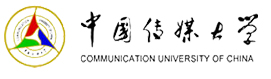 中国传媒大学
COMMUNICATION UNIVERSITY OF CHINA